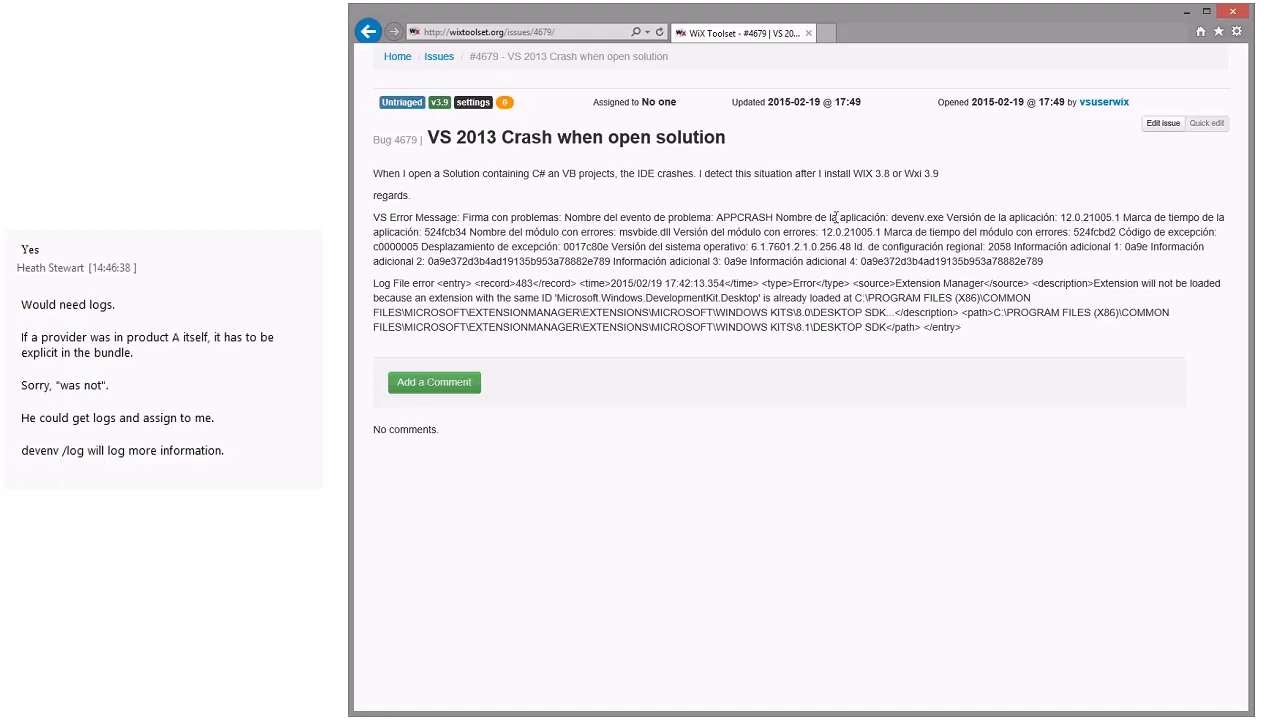 Yes
Heath Stewart [14:46:38 ]
Would need logs.
If a provider was in product A itself, it has to be
explicit in the bundle.
Sorry, "was not".
He could get logs and assign to me.
devenv /log will log more information.
http://wixtoolset.org/issues/4679/
WiX Toolset - #4679 | VS 20...
Home / Issues / #4679 - VS 2013 Crash when open solution
Untriaged v3.9 settings 0 Assigned to No one Updated 2015-02-19 @ 17:49 Opened 2015-02-19 @ 17:49 by vsuserwix
Edit issue Quick edit
Bug 4679 | VS 2013 Crash when open solution
When I open a Solution containing C# an VB projects, the IDE crashes. I detect this situation after I install WIX 3.8 or Wxi 3.9
regards.
VS Error Message: Firma con problemas: Nombre del evento de problema: APPCRASH Nombre de la aplicación: devenv.exe Versión de la aplicación: 12.0.21005.1 Marca de tiempo de la
aplicación: 524fcb34 Nombre del módulo con errores: msvbide.dll Versión del módulo con errores: 12.0.21005.1 Marca de tiempo del módulo con errores: 524fcbd2 Código de excepción:
c0000005 Desplazamiento de excepción: 0017c80e Versión del sistema operativo: 6.1.7601.2.1.0.256.48 Id. de configuración regional: 2058 Información adicional 1: 0a9e Información
adicional 2: 0a9e372d3b4ad19135b953a78882e789 Información adicional 3: 0a9e Información adicional 4: 0a9e372d3b4ad19135b953a78882e789
Log File error <entry> <record>483</record> <time>2015/02/19 17:42:13.354</time> <type>Error</type> <source>Extension Manager</source> <description>Extension will not be loaded
because an extension with the same ID 'Microsoft.Windows.DevelopmentKit.Desktop' is already loaded at C:\PROGRAM FILES (X86)\COMMON
FILES\MICROSOFT\EXTENSIONMANAGER\EXTENSIONS\MICROSOFT\WINDOWS KITS\8.0\DESKTOP SDK...</description> <path>C:\PROGRAM FILES (X86)\COMMON
FILES\MICROSOFT\EXTENSIONMANAGER\EXTENSIONS\MICROSOFT\WINDOWS KITS\8.1\DESKTOP SDK</path> </entry>
Add a Comment
No comments.